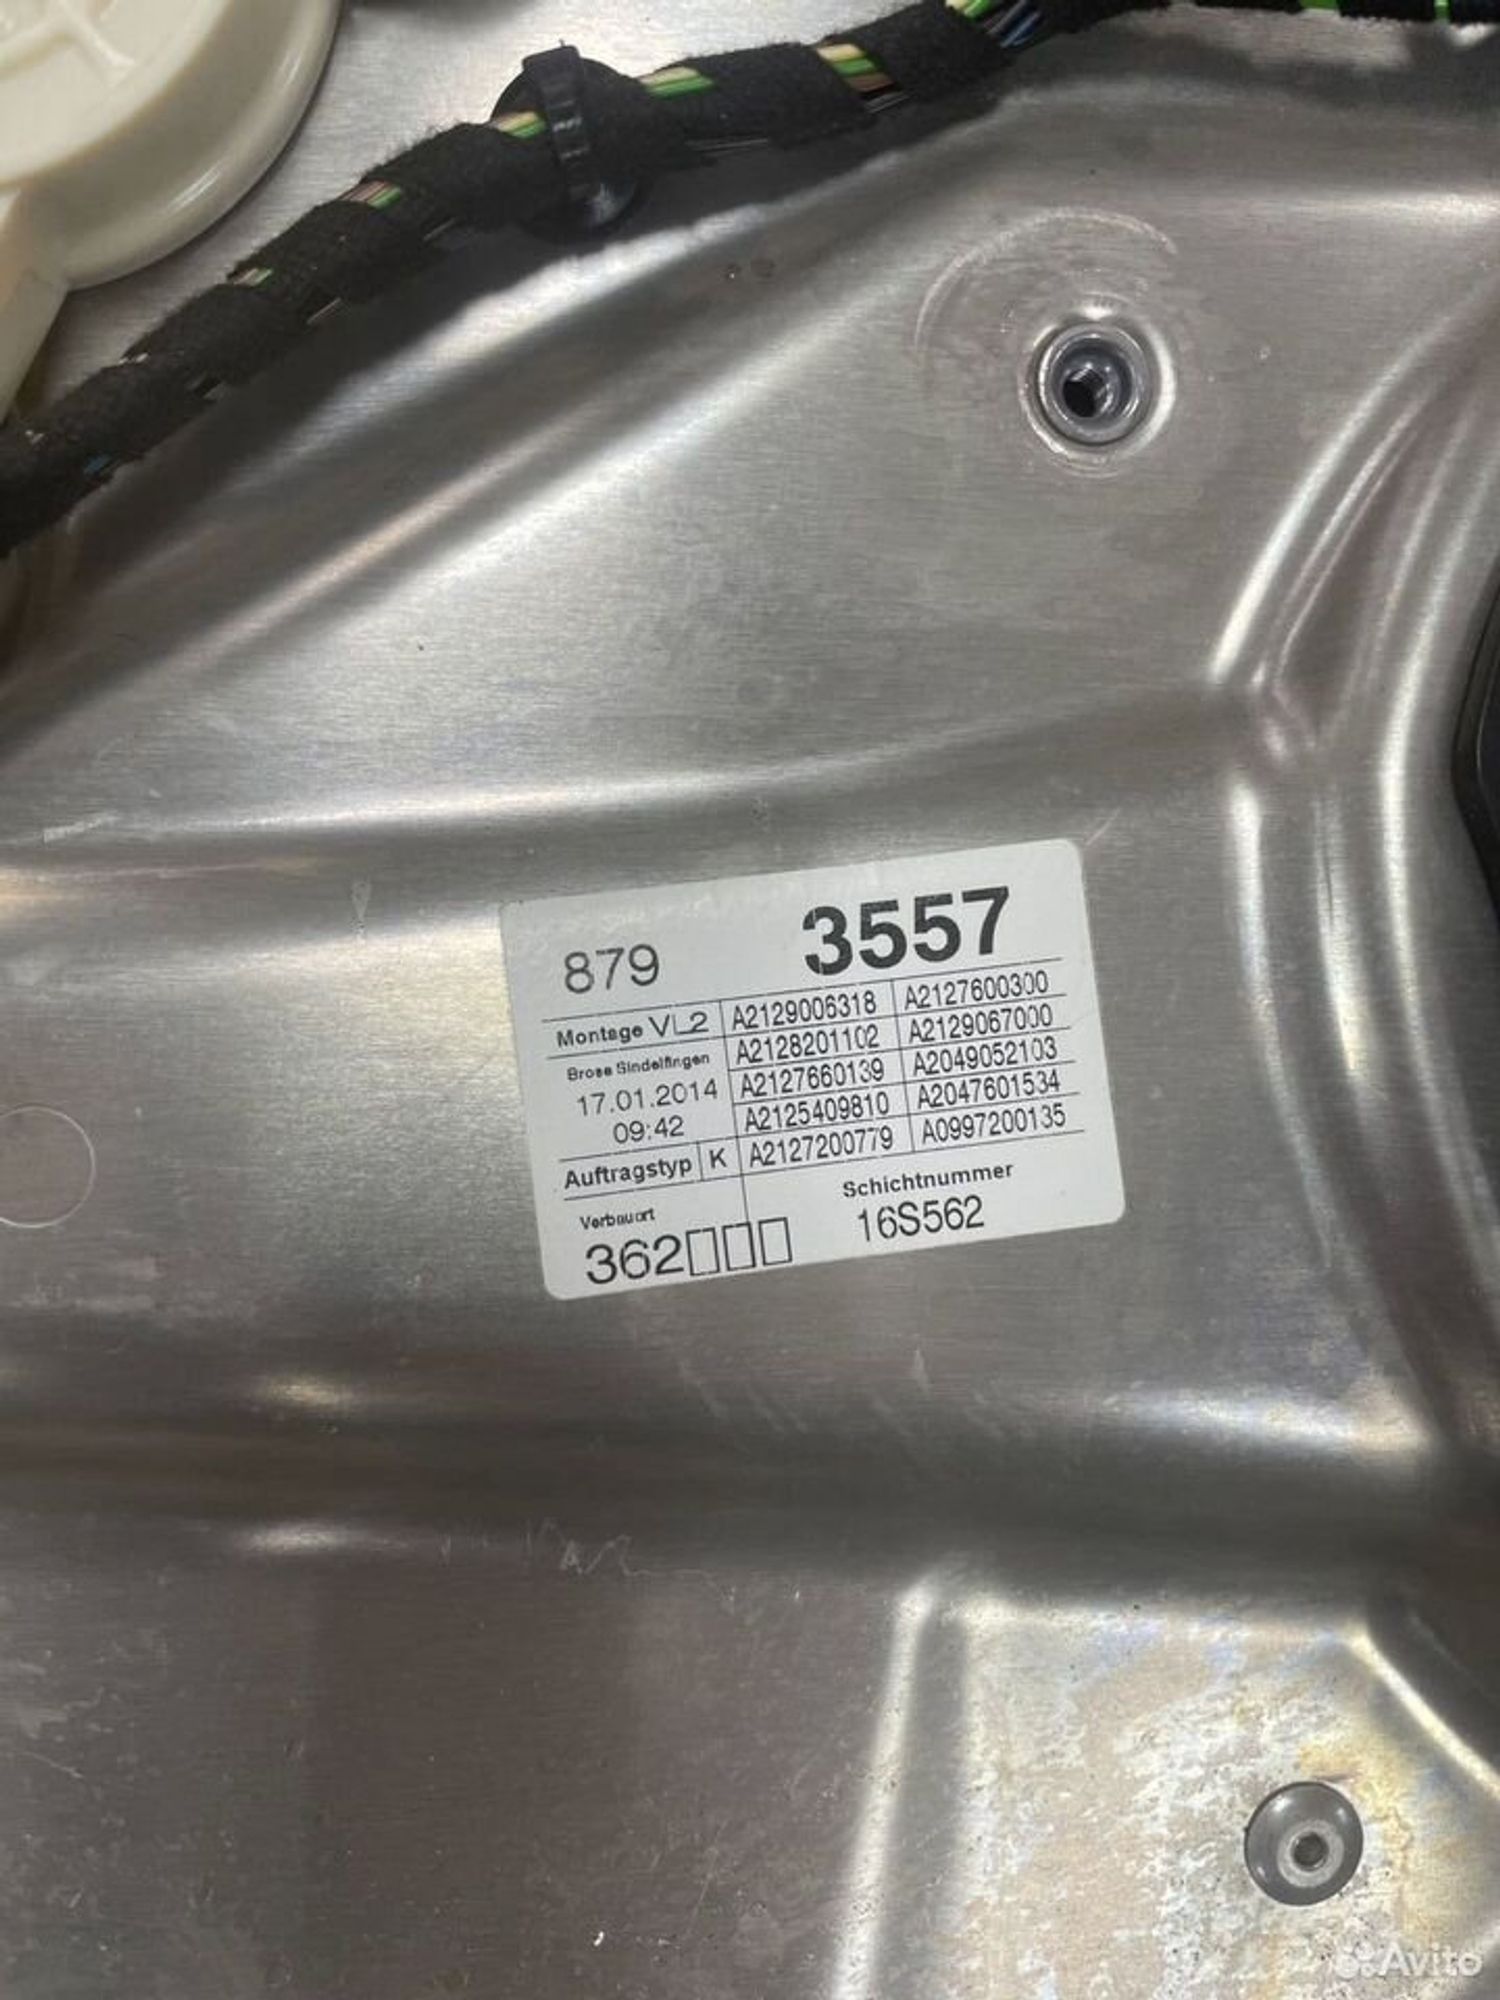 879 3557
Montage VL2 A2129006318 A2127600300
A2128201102 A2129067000
Brose Sindelfingen
17.01.2014 A2127660139 A2049052103
09:42 A2125409810 A2047601534
Auftragstyp K A2127200779 A0997200135
Verbauort Schichtnummer
362□□□ 16S562
Avito